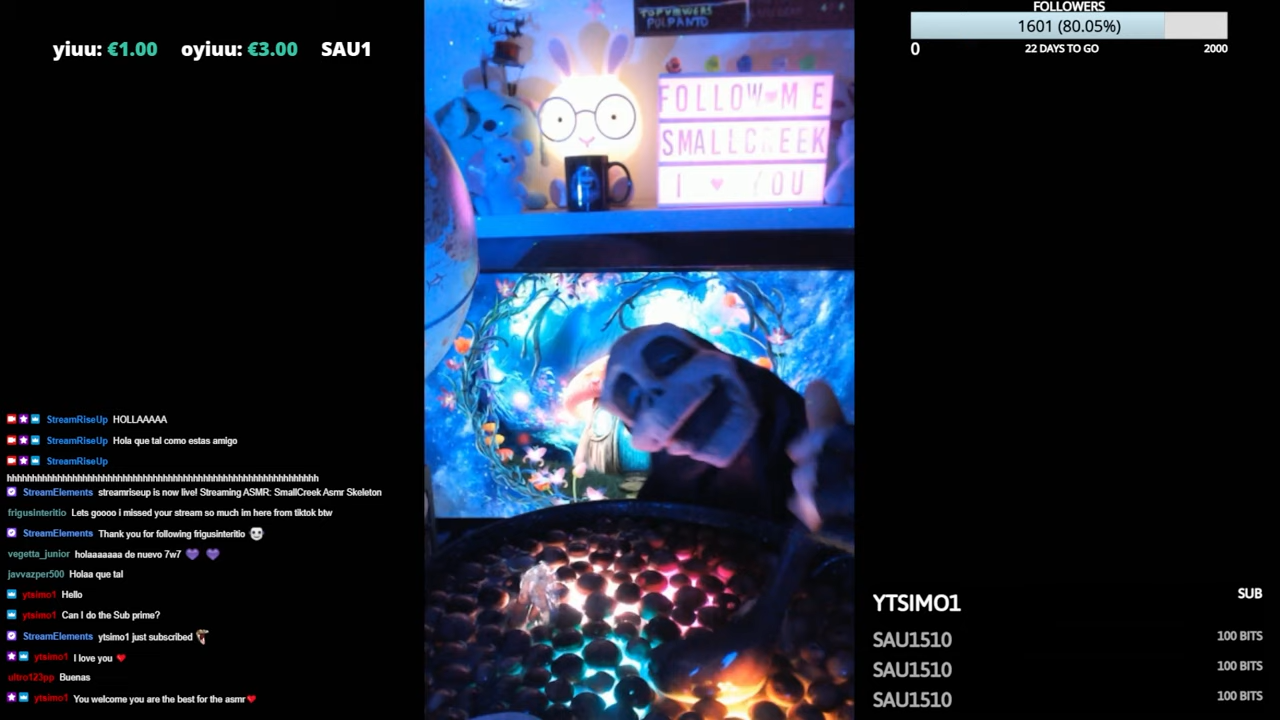 yiuu: €1.00 oyiuu: €3.00 SAU1
FOLLOWERS
1601 (80.05%)
0 22 DAYS TO GO 2000
TOPVIEWERS
PULPANTO
FOLLOW♥ME
SMALLCREEK
I ♥ YOU
StreamRiseUp HOLLAAAAA
StreamRiseUp Hola que tal como estas amigo
StreamRiseUp
StreamElements streamriseup is now live! Streaming ASMR: SmallCreek Asmr Skeleton
frigusinteritio Lets goooo i missed your stream so much im here from tiktok btw
StreamElements Thank you for following frigusinteritio
vegetta_junior holaaaaaaa de nuevo 7w7 💜 💜
javvazper500 Holaa que tal
ytsimo1 Hello
ytsimo1 Can I do the Sub prime?
StreamElements ytsimo1 just subscribed
ytsimo1 I love you ❤
ultro123pp Buenas
ytsimo1 You welcome you are the best for the asmr❤
YTSIMO1 SUB
SAU1510 100 BITS
SAU1510 100 BITS
SAU1510 100 BITS